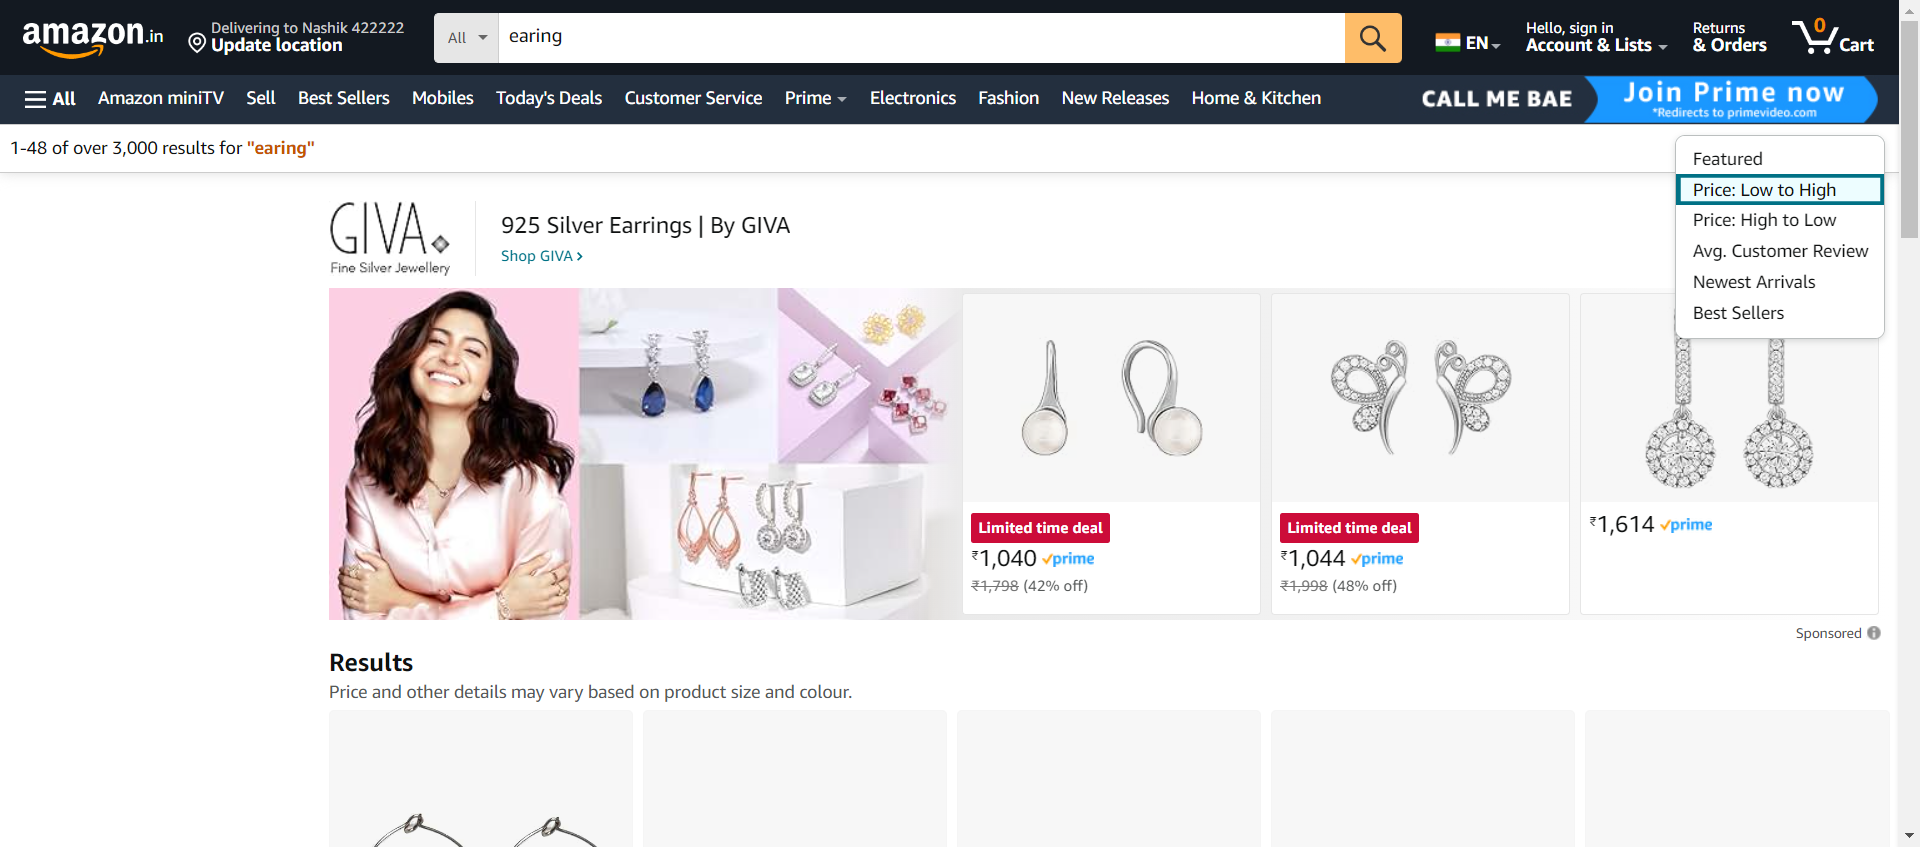 amazon.in
Delivering to Nashik 422222
Update location
All
earing
EN
Hello, sign in
Account & Lists
Returns
& Orders
0
Cart
All
Amazon miniTV
Sell
Best Sellers
Mobiles
Today's Deals
Customer Service
Prime
Electronics
Fashion
New Releases
Home & Kitchen
CALL ME BAE
Join Prime now
*Redirects to primevideo.com
1-48 of over 3,000 results for "earing"
Featured
Price: Low to High
Price: High to Low
Avg. Customer Review
Newest Arrivals
Best Sellers
GIVA
Fine Silver Jewellery
925 Silver Earrings | By GIVA
Shop GIVA ›
Limited time deal
₹1,040 prime
₹1,798 (42% off)
Limited time deal
₹1,044 prime
₹1,998 (48% off)
₹1,614 prime
Sponsored
Results
Price and other details may vary based on product size and colour.